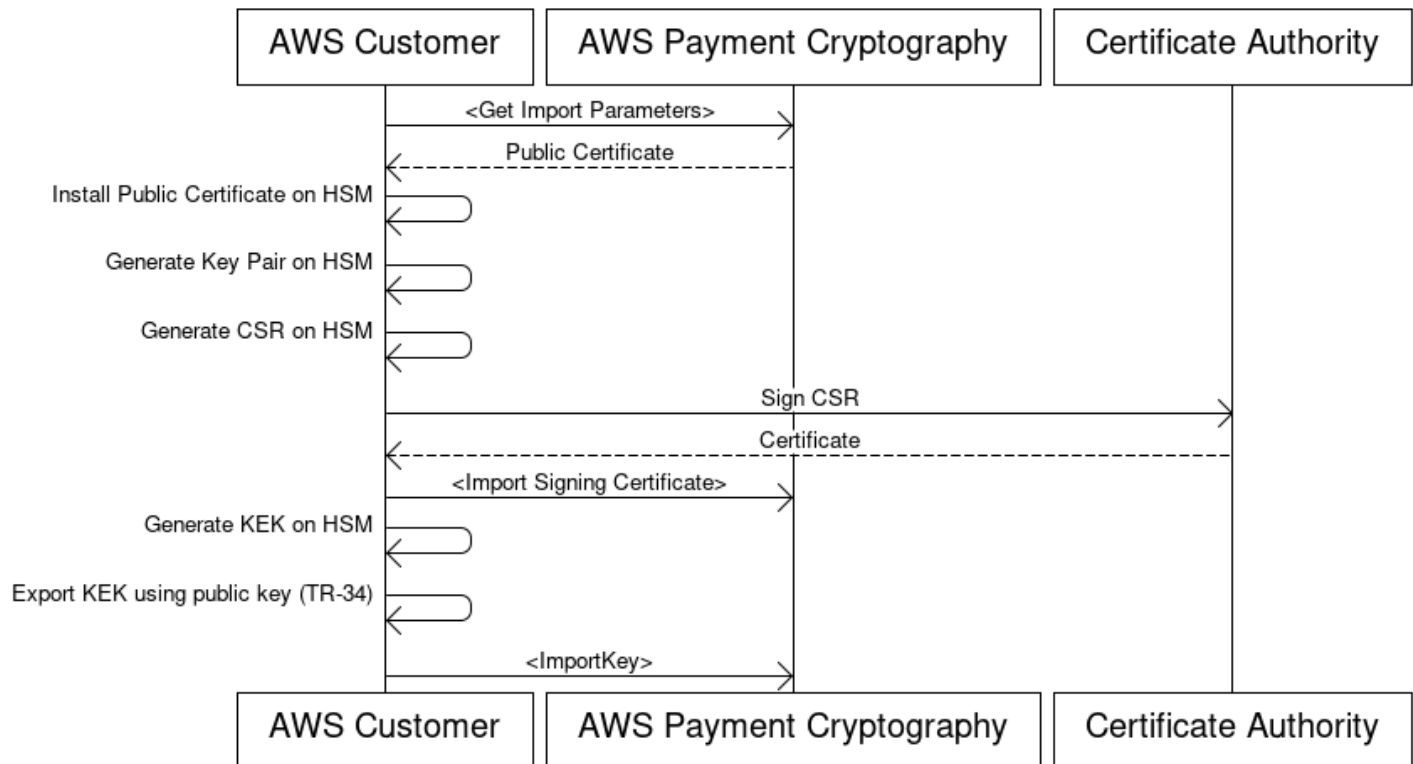 AWS Customer
AWS Payment Cryptography
Certificate Authority
<Get Import Parameters>
Public Certificate
Install Public Certificate on HSM
Generate Key Pair on HSM
Generate CSR on HSM
Sign CSR
Certificate
<Import Signing Certificate>
Generate KEK on HSM
Export KEK using public key (TR-34)
<ImportKey>
AWS Customer
AWS Payment Cryptography
Certificate Authority